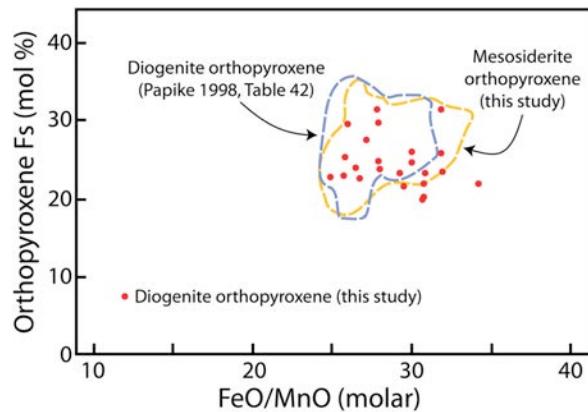 40
30
20
10
0
Orthopyroxene Fs (mol %)
Diogenite orthopyroxene
(Papike 1998, Table 42)
Mesosiderite
orthopyroxene
(this study)
Diogenite orthopyroxene (this study)
10
20
30
40
FeO/MnO (molar)